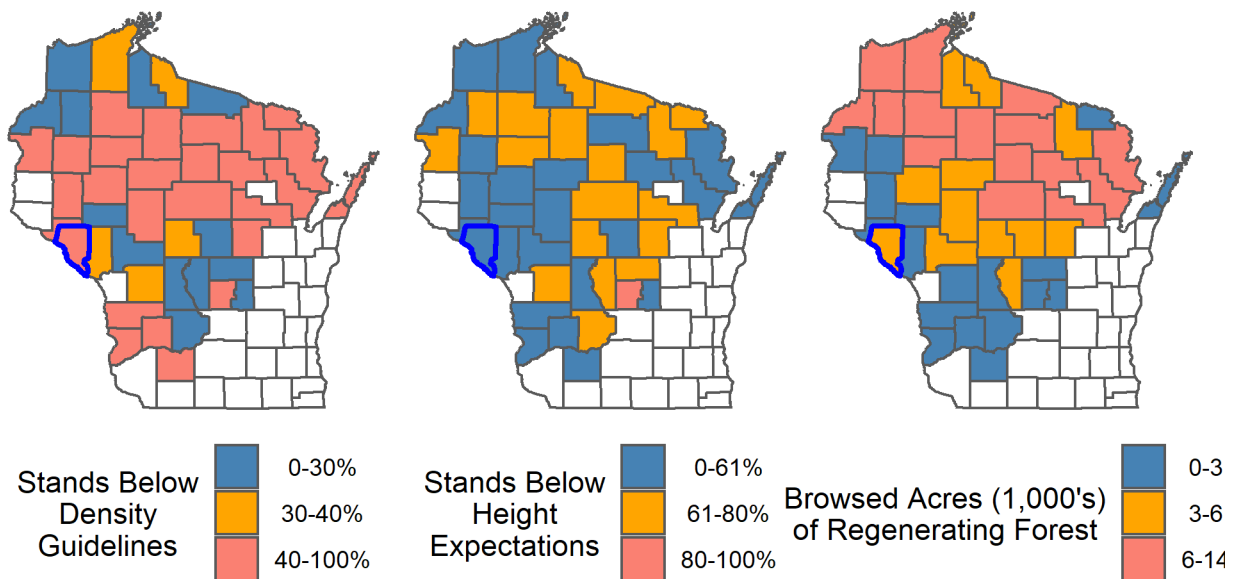 Stands Below
Density
Guidelines
0-30%
30-40%
40-100%
Stands Below
Height
Expectations
0-61%
61-80%
80-100%
Browsed Acres (1,000's)
of Regenerating Forest
0-3
3-6
6-14